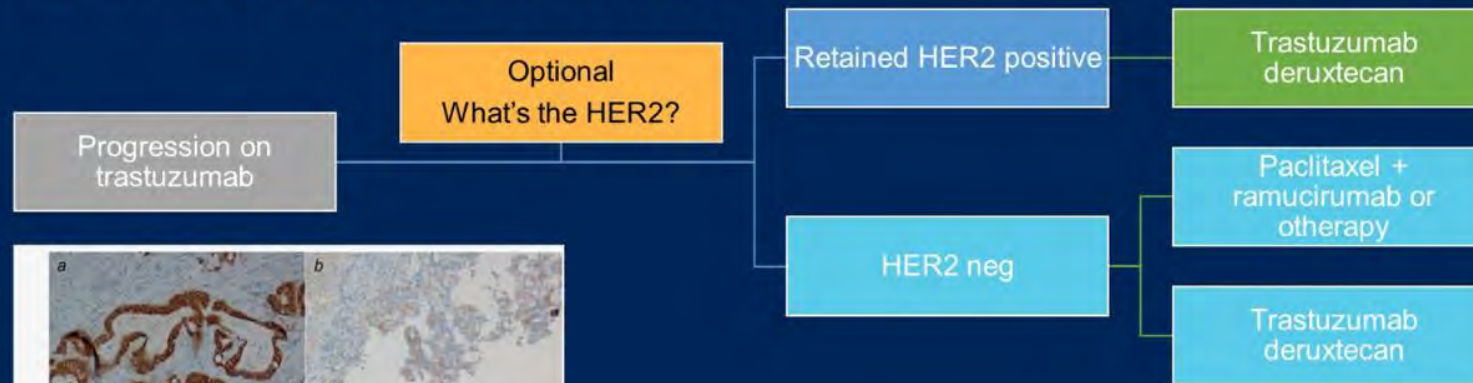 Optional
What's the HER2?
Progression on
trastuzumab
Retained HER2 positive
Trastuzumab
deruxtecan
HER2 neg
Paclitaxel +
ramucirumab or
otherapy
Trastuzumab
deruxtecan
a
b